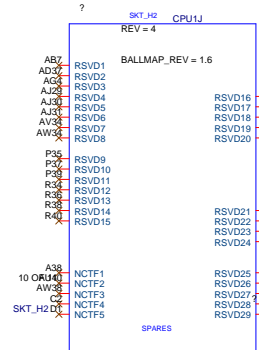 ?
SKT_H2 CPU1J
REV = 4
BALLMAP_REV = 1.6
AB7 RSVD1
AD37 RSVD2
AG4 RSVD3
AJ29 RSVD4 RSVD16
AJ30 RSVD5 RSVD17
AJ31 RSVD6 RSVD18
AV34 RSVD7 RSVD19
AW34 RSVD8 RSVD20
P35 RSVD9
P37 RSVD10
P39 RSVD11
R34 RSVD12
R36 RSVD13
R38 RSVD14 RSVD21
R40 RSVD15 RSVD22
RSVD23
RSVD24
A38 NCTF1 RSVD25
10 OF NCTF2 RSVD26
AW38 NCTF3 RSVD27 ?
C2 NCTF4 RSVD28
SKT_H2 D1 NCTF5 RSVD29
SPARES